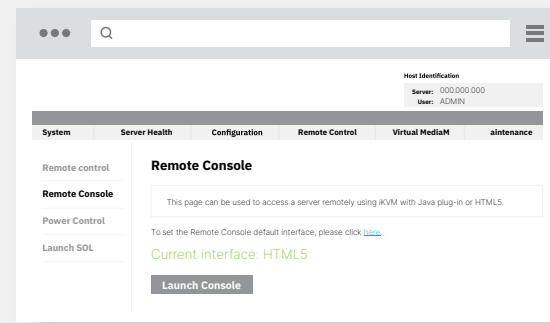 Host Identification
Server: 000.000.000
User: ADMIN
System Server Health Configuration Remote Control Virtual MediaM aintenance
Remote control
Remote Console
Power Control
Launch SOL
Remote Console
This page can be used to access a server remotely using iKVM with Java plug-in or HTML5.
To set the Remote Console default interface, please click here.
Current interface: HTML5
Launch Console